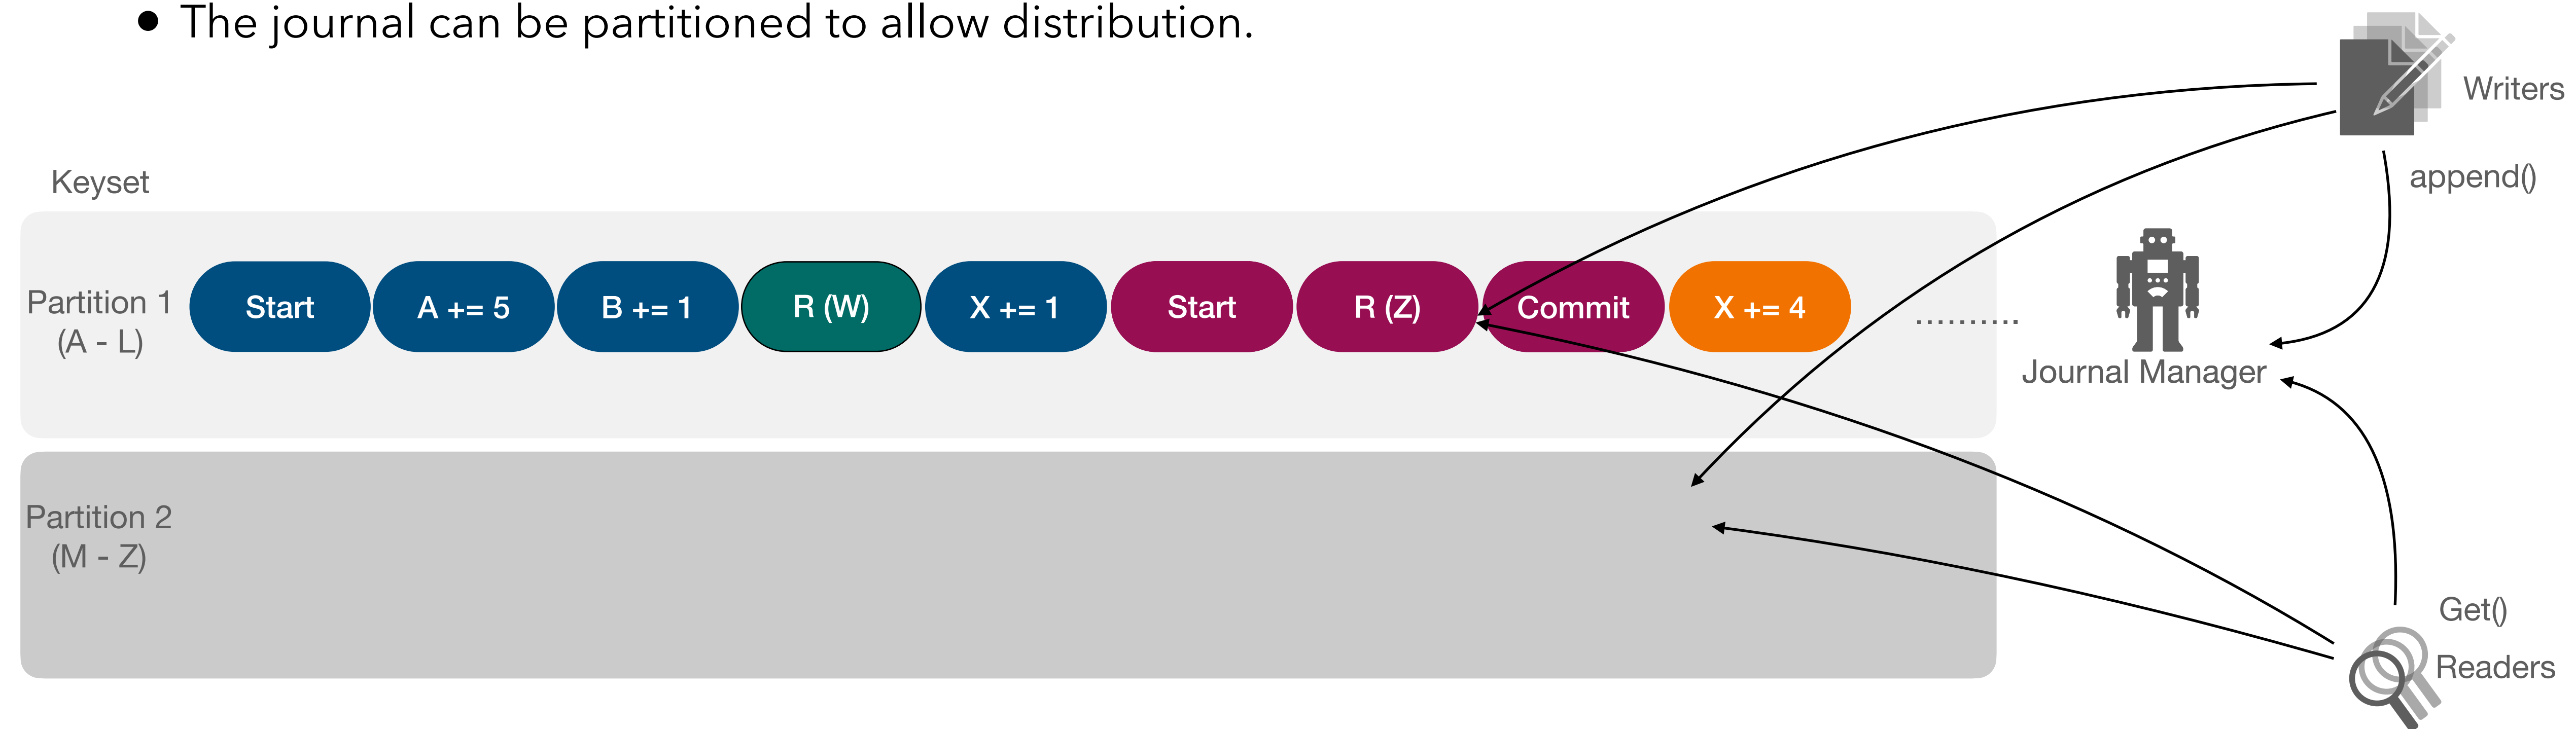 • The journal can be partitioned to allow distribution.
Writers
append()
Keyset
Partition 1
(A - L)
Start
A += 5
B += 1
R (W)
X += 1
Start
R (Z)
Commit
X += 4
..........
Journal Manager
Partition 2
(M - Z)
Get()
Readers